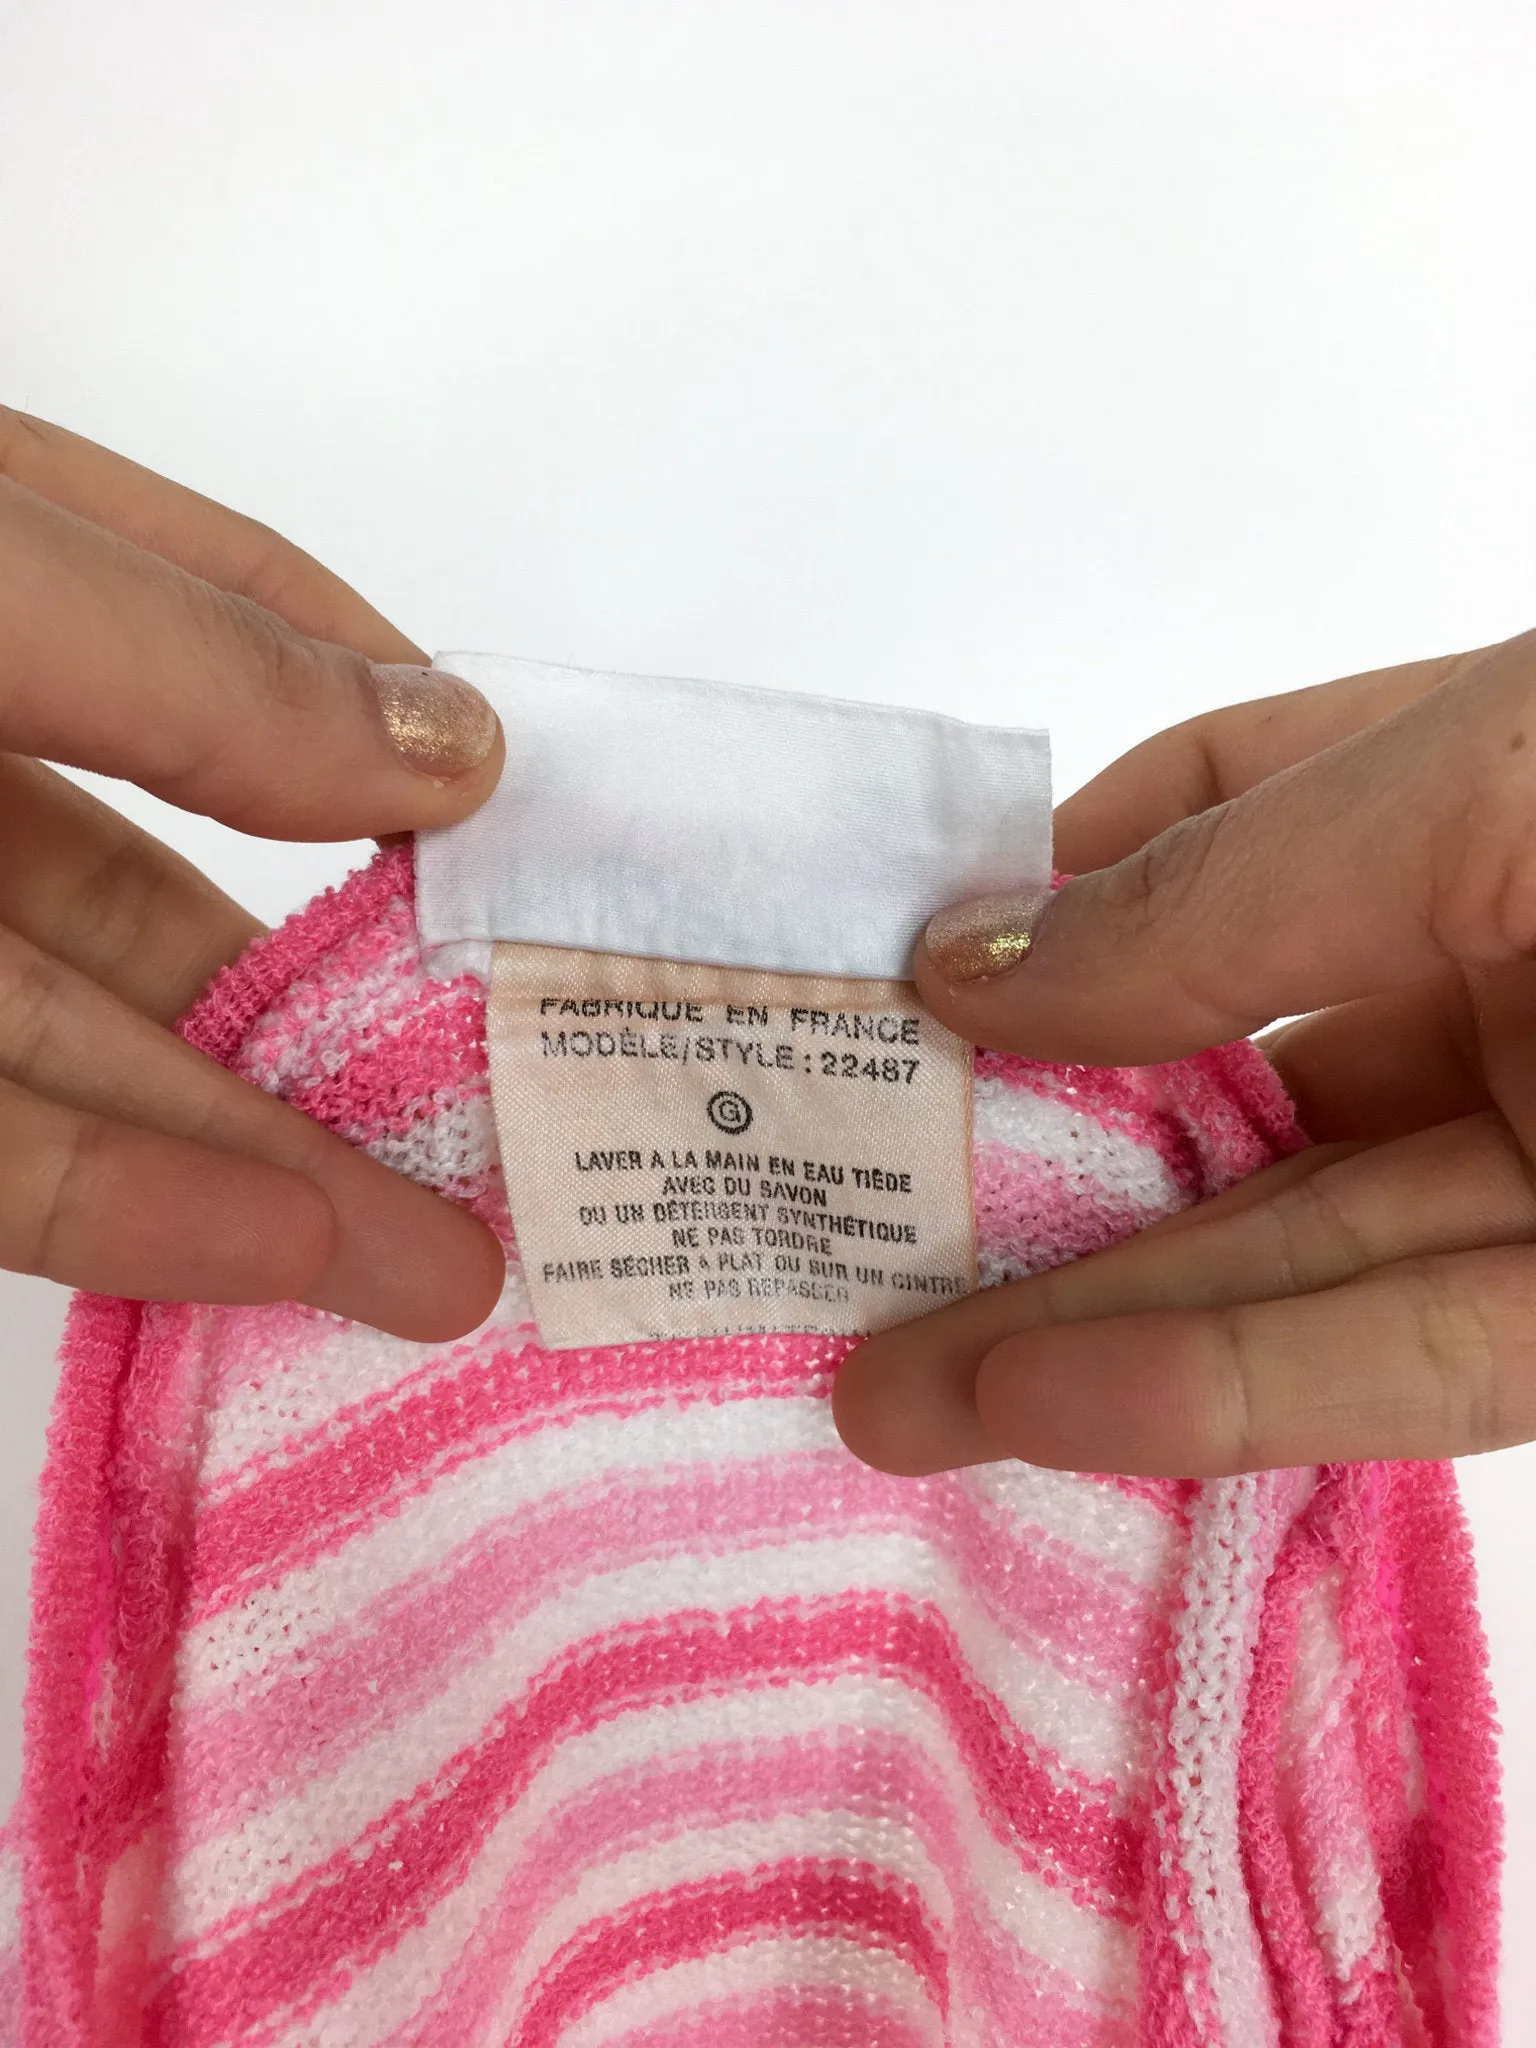 FABRIQUE EN FRANCE
MODÈLE/STYLE : 22487
G
LAVER A LA MAIN EN EAU TIÈDE
AVEC DU SAVON
OU UN DÉTERGENT SYNTHÉTIQUE
NE PAS TORDRE
FAIRE SÉCHER A PLAT OU SUR UN CINTRE
NE PAS REPASSER